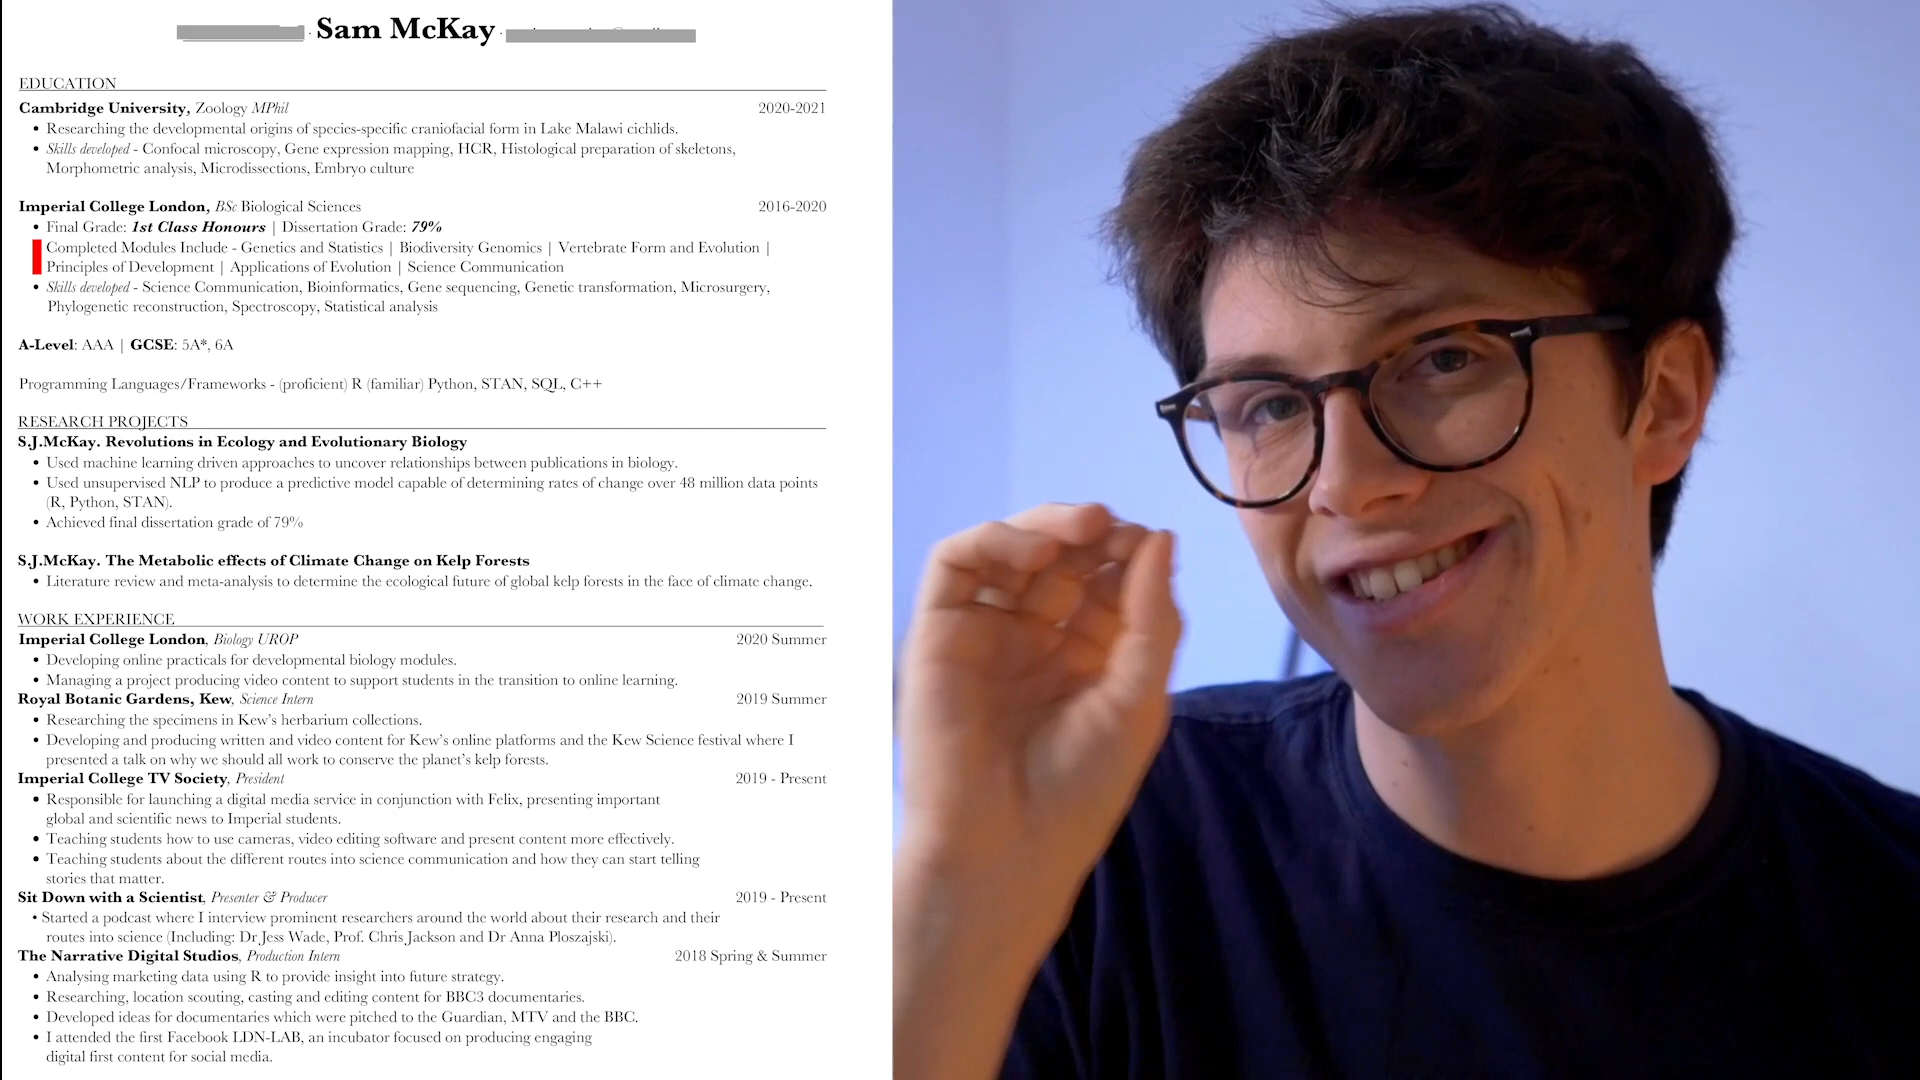 · Sam McKay ·
EDUCATION
Cambridge University, Zoology MPhil 2020-2021
• Researching the developmental origins of species-specific craniofacial form in Lake Malawi cichlids.
• Skills developed - Confocal microscopy, Gene expression mapping, HCR, Histological preparation of skeletons,
Morphometric analysis, Microdissections, Embryo culture
Imperial College London, BSc Biological Sciences 2016-2020
• Final Grade: 1st Class Honours | Dissertation Grade: 79%
Completed Modules Include - Genetics and Statistics | Biodiversity Genomics | Vertebrate Form and Evolution |
Principles of Development | Applications of Evolution | Science Communication
• Skills developed - Science Communication, Bioinformatics, Gene sequencing, Genetic transformation, Microsurgery,
Phylogenetic reconstruction, Spectroscopy, Statistical analysis
A-Level: AAA | GCSE: 5A*, 6A
Programming Languages/Frameworks - (proficient) R (familiar) Python, STAN, SQL, C++
RESEARCH PROJECTS
S.J.McKay. Revolutions in Ecology and Evolutionary Biology
• Used machine learning driven approaches to uncover relationships between publications in biology.
• Used unsupervised NLP to produce a predictive model capable of determining rates of change over 48 million data points
(R, Python, STAN).
• Achieved final dissertation grade of 79%
S.J.McKay. The Metabolic effects of Climate Change on Kelp Forests
• Literature review and meta-analysis to determine the ecological future of global kelp forests in the face of climate change.
WORK EXPERIENCE
Imperial College London, Biology UROP 2020 Summer
• Developing online practicals for developmental biology modules.
• Managing a project producing video content to support students in the transition to online learning.
Royal Botanic Gardens, Kew, Science Intern 2019 Summer
• Researching the specimens in Kew's herbarium collections.
• Developing and producing written and video content for Kew's online platforms and the Kew Science festival where I
presented a talk on why we should all work to conserve the planet's kelp forests.
Imperial College TV Society, President 2019 - Present
• Responsible for launching a digital media service in conjunction with Felix, presenting important
global and scientific news to Imperial students.
• Teaching students how to use cameras, video editing software and present content more effectively.
• Teaching students about the different routes into science communication and how they can start telling
stories that matter.
Sit Down with a Scientist, Presenter & Producer 2019 - Present
• Started a podcast where I interview prominent researchers around the world about their research and their
routes into science (Including: Dr Jess Wade, Prof. Chris Jackson and Dr Anna Ploszajski).
The Narrative Digital Studios, Production Intern 2018 Spring & Summer
• Analysing marketing data using R to provide insight into future strategy.
• Researching, location scouting, casting and editing content for BBC3 documentaries.
• Developed ideas for documentaries which were pitched to the Guardian, MTV and the BBC.
• I attended the first Facebook LDN-LAB, an incubator focused on producing engaging
digital first content for social media.